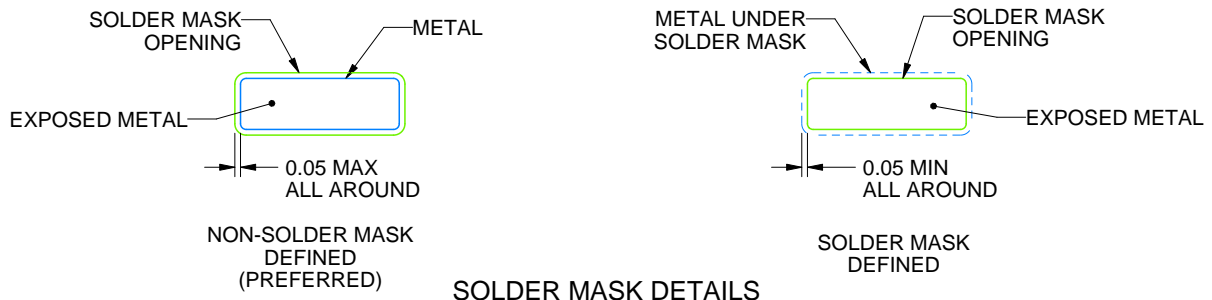 SOLDER MASK
OPENING
METAL
EXPOSED METAL
0.05 MAX
ALL AROUND
NON-SOLDER MASK
DEFINED
(PREFERRED)
METAL UNDER
SOLDER MASK
SOLDER MASK
OPENING
EXPOSED METAL
0.05 MIN
ALL AROUND
SOLDER MASK
DEFINED
SOLDER MASK DETAILS